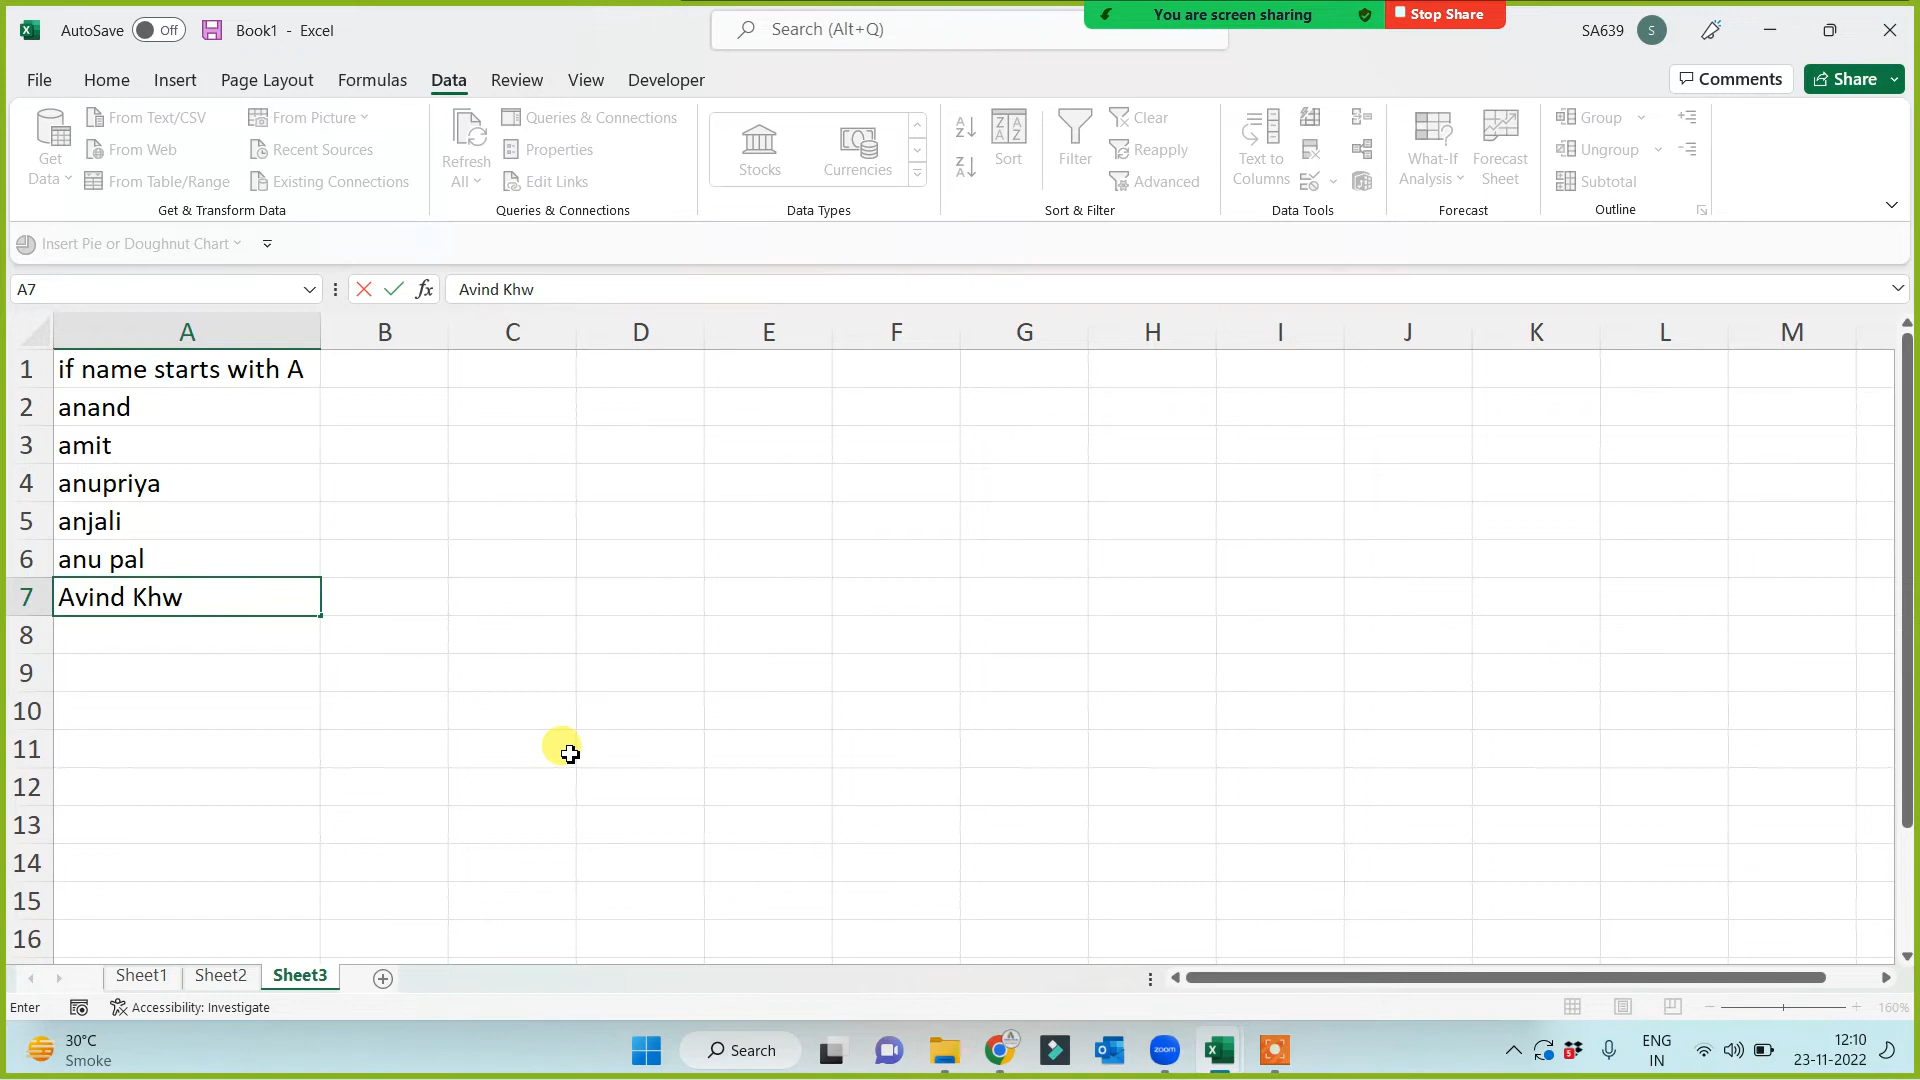 You are screen sharing Stop Share
AutoSave Off Book1 - Excel Search (Alt+Q) SA639 S
File Home Insert Page Layout Formulas Data Review View Developer Comments Share
Get Data
From Text/CSV
From Web
From Table/Range
From Picture
Recent Sources
Existing Connections
Get & Transform Data
Refresh All
Queries & Connections
Properties
Edit Links
Queries & Connections
Stocks Currencies
Data Types
Sort
Filter
Clear
Reapply
Advanced
Sort & Filter
Text to Columns
Data Tools
What-If Analysis
Forecast Sheet
Forecast
Group
Ungroup
Subtotal
Outline
Insert Pie or Doughnut Chart
A7 fx Avind Khw
A B C D E F G H I J K L M
1 if name starts with A
2 anand
3 amit
4 anupriya
5 anjali
6 anu pal
7 Avind Khw
8
9
10
11
12
13
14
15
16
Sheet1 Sheet2 Sheet3
Enter Accessibility: Investigate 160%
30°C
Smoke
Search
zoom
ENG
IN
12:10
23-11-2022